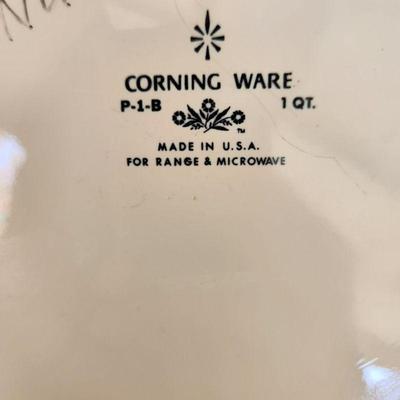 CORNING WARE
P-1-B 1 QT.
TM
MADE IN U.S.A.
FOR RANGE & MICROWAVE